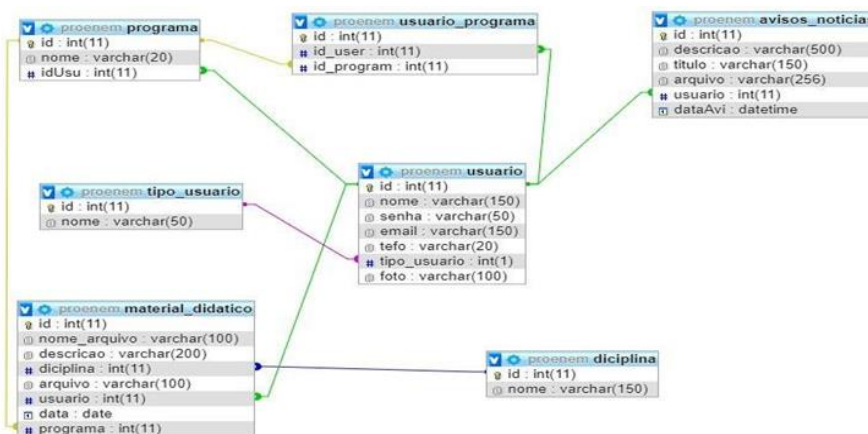 proenem programa
id : int(11)
nome : varchar(20)
idUsu : int(11)
proenem usuario_programa
id : int(11)
id_user : int(11)
id_program : int(11)
proenem avisos_noticias
id : int(11)
descricao : varchar(500)
titulo : varchar(150)
arquivo : varchar(256)
usuario : int(11)
dataAvi : datetime
proenem tipo_usuario
id : int(11)
nome : varchar(50)
proenem usuario
id : int(11)
nome : varchar(150)
senha : varchar(50)
email : varchar(150)
tefo : varchar(20)
tipo_usuario : int(1)
foto : varchar(100)
proenem material_didatico
id : int(11)
nome_arquivo : varchar(100)
descricao : varchar(200)
diciplina : int(11)
arquivo : varchar(100)
usuario : int(11)
data : date
programa : int(11)
proenem diciplina
id : int(11)
nome : varchar(150)